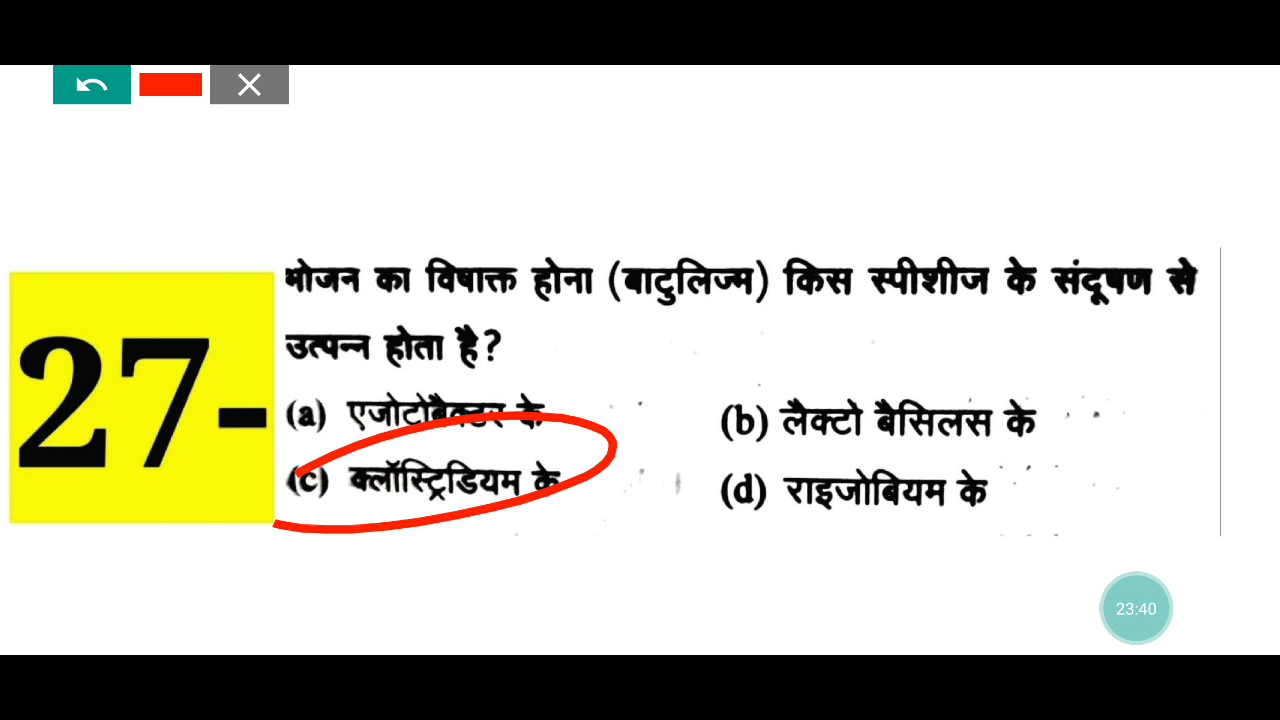 27-
भोजन का विषाक्त होना (बाटुलिज्म) किस स्पीशीज के संदूषण से
उत्पन्न होता है?
(a) एजोटोबैक्टर के (b) लैक्टो बैसिलस के
(c) क्लॉस्ट्रिडियम के (d) राइजोबियम के
23:40